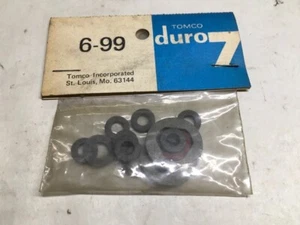 6-99
TOMCO
duro 7
Tomco-Incorporated
St. Louis, Mo. 63144